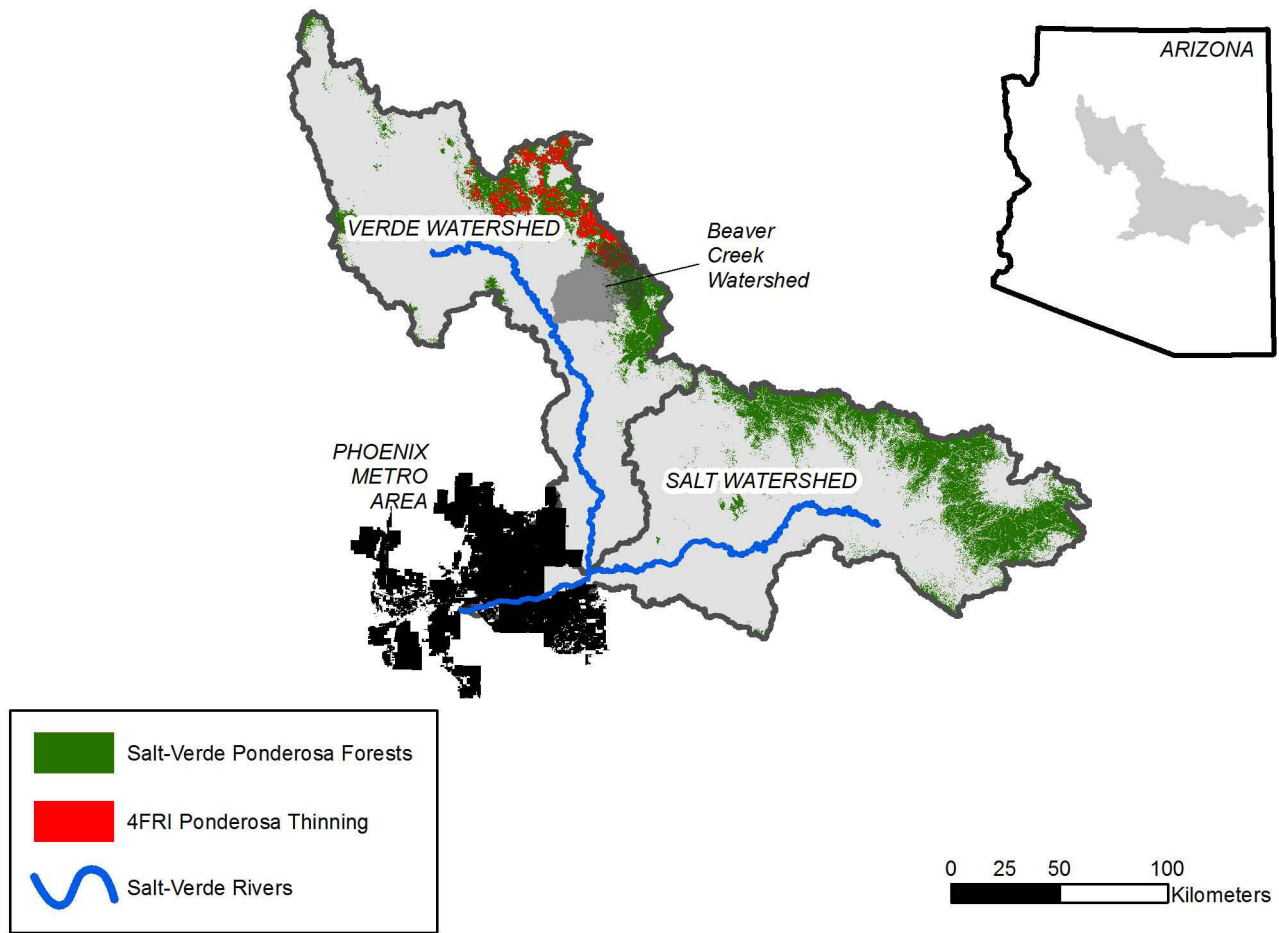 ARIZONA
VERDE WATERSHED
Beaver
Creek
Watershed
PHOENIX
METRO
AREA
SALT WATERSHED
Salt-Verde Ponderosa Forests
4FRI Ponderosa Thinning
Salt-Verde Rivers
0 25 50 100
Kilometers